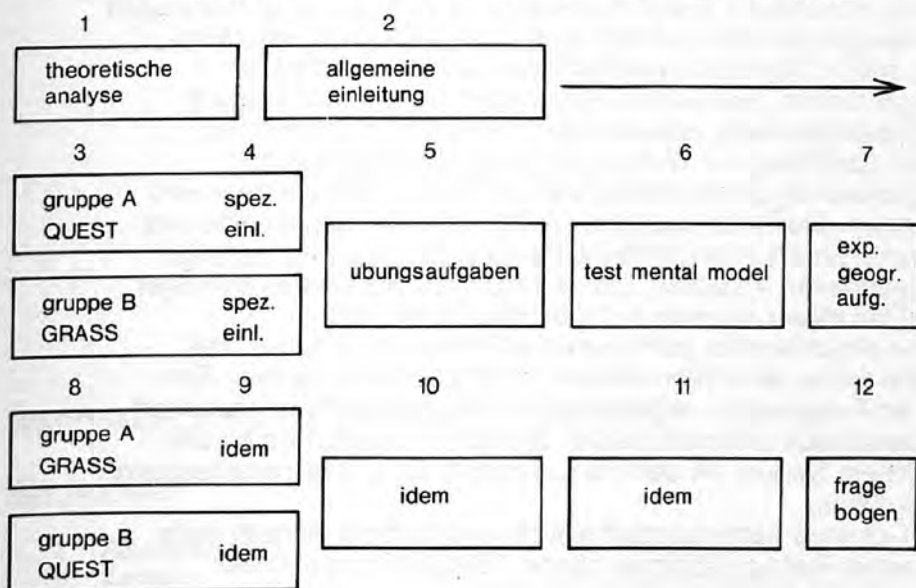 1 2
theoretische allgemeine
analyse einleitung
3 4 5 6 7
gruppe A spez.
QUEST einl.
ubungsaufgaben
test mental model
exp.
geogr.
aufg.
gruppe B spez.
GRASS einl.
8 9 10 11 12
gruppe A idem
GRASS
idem
idem
frage
bogen
gruppe B
QUEST idem